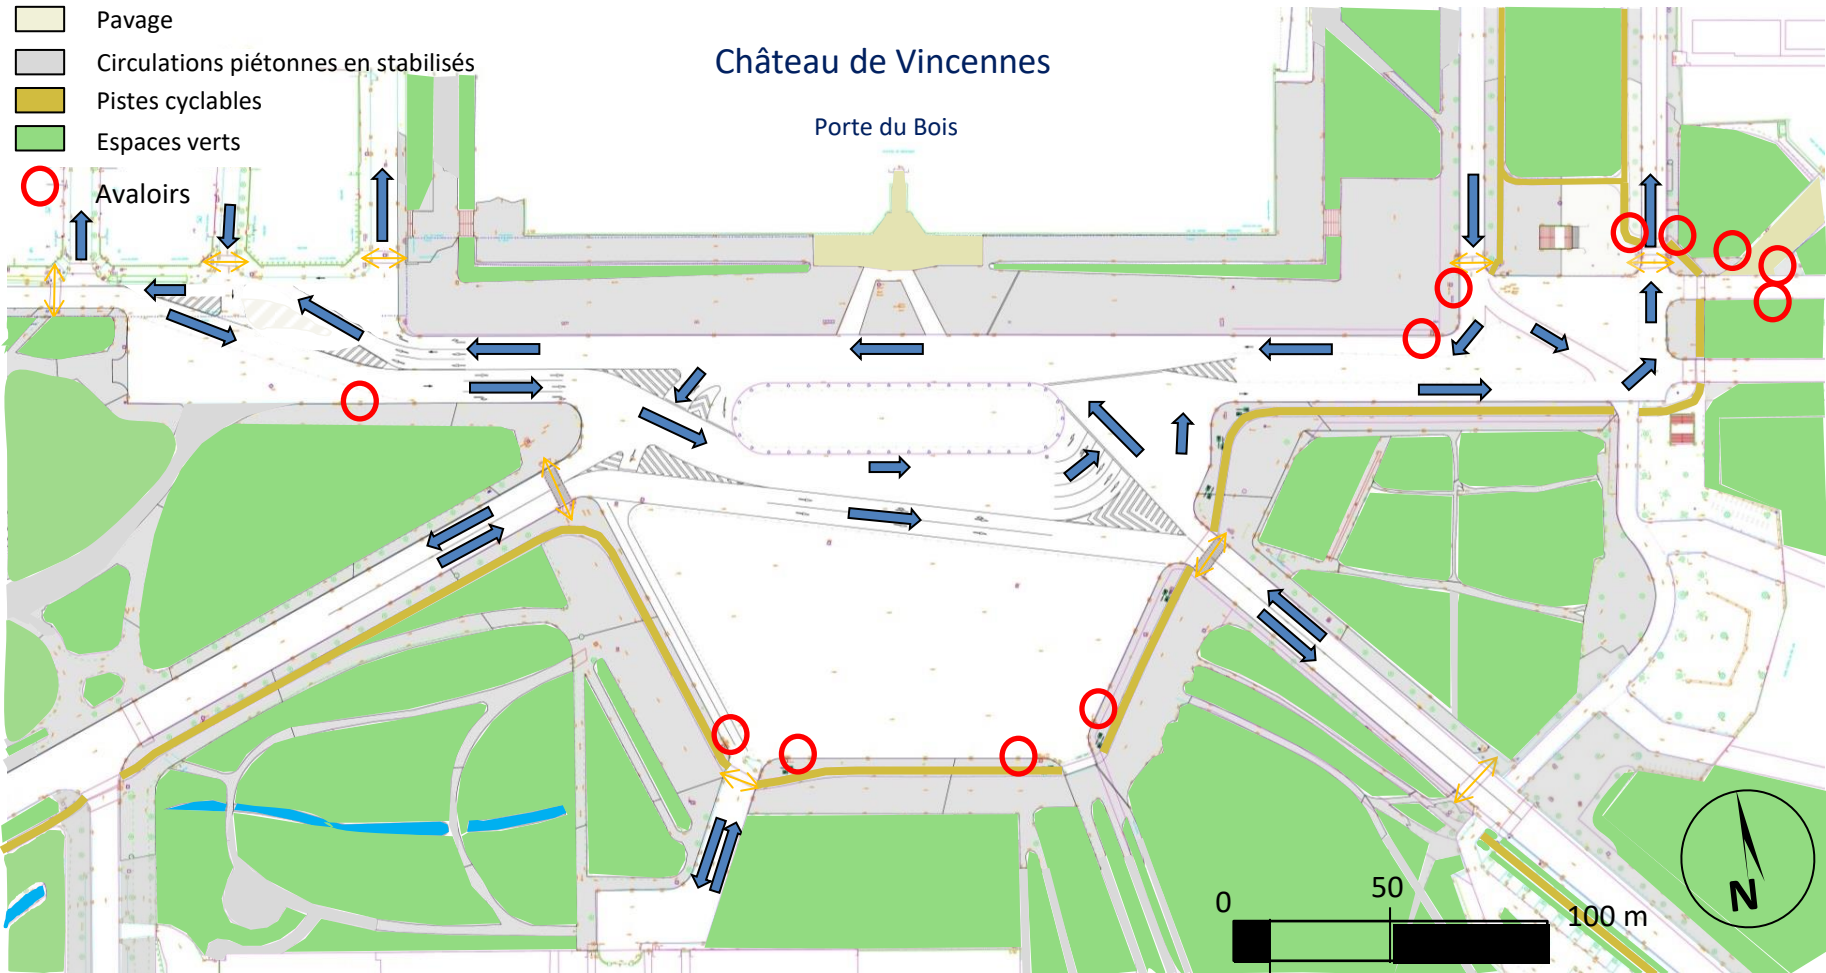 Pavage
Circulations piétonnes en stabilisés
Pistes cyclables
Espaces verts
Avaloirs
Château de Vincennes
Porte du Bois
0
50
100 m
N